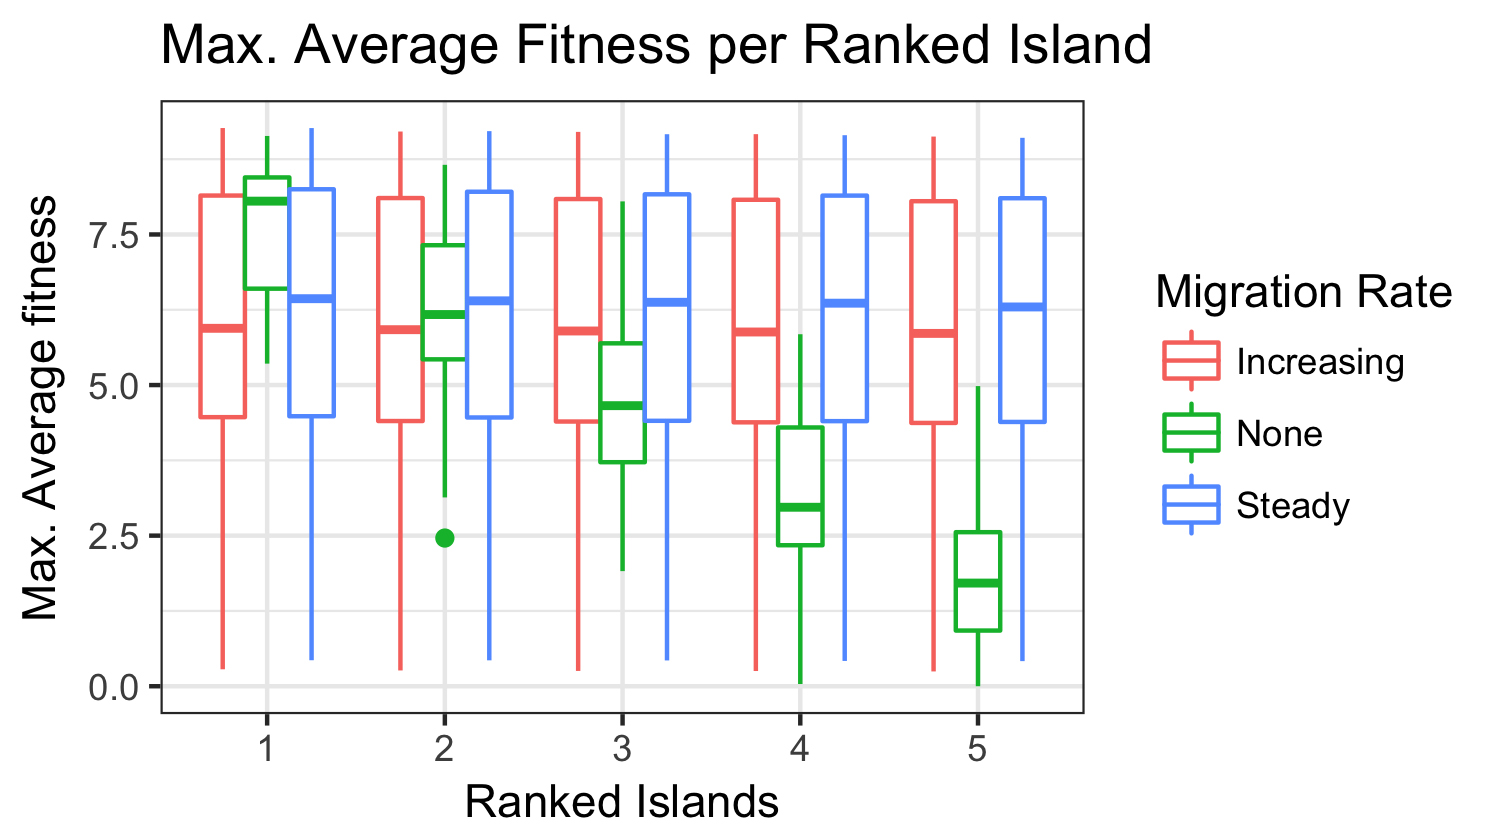 Max. Average Fitness per Ranked Island
Max. Average fitness
7.5
5.0
2.5
0.0
1 2 3 4 5
Ranked Islands
Migration Rate
Increasing
None
Steady